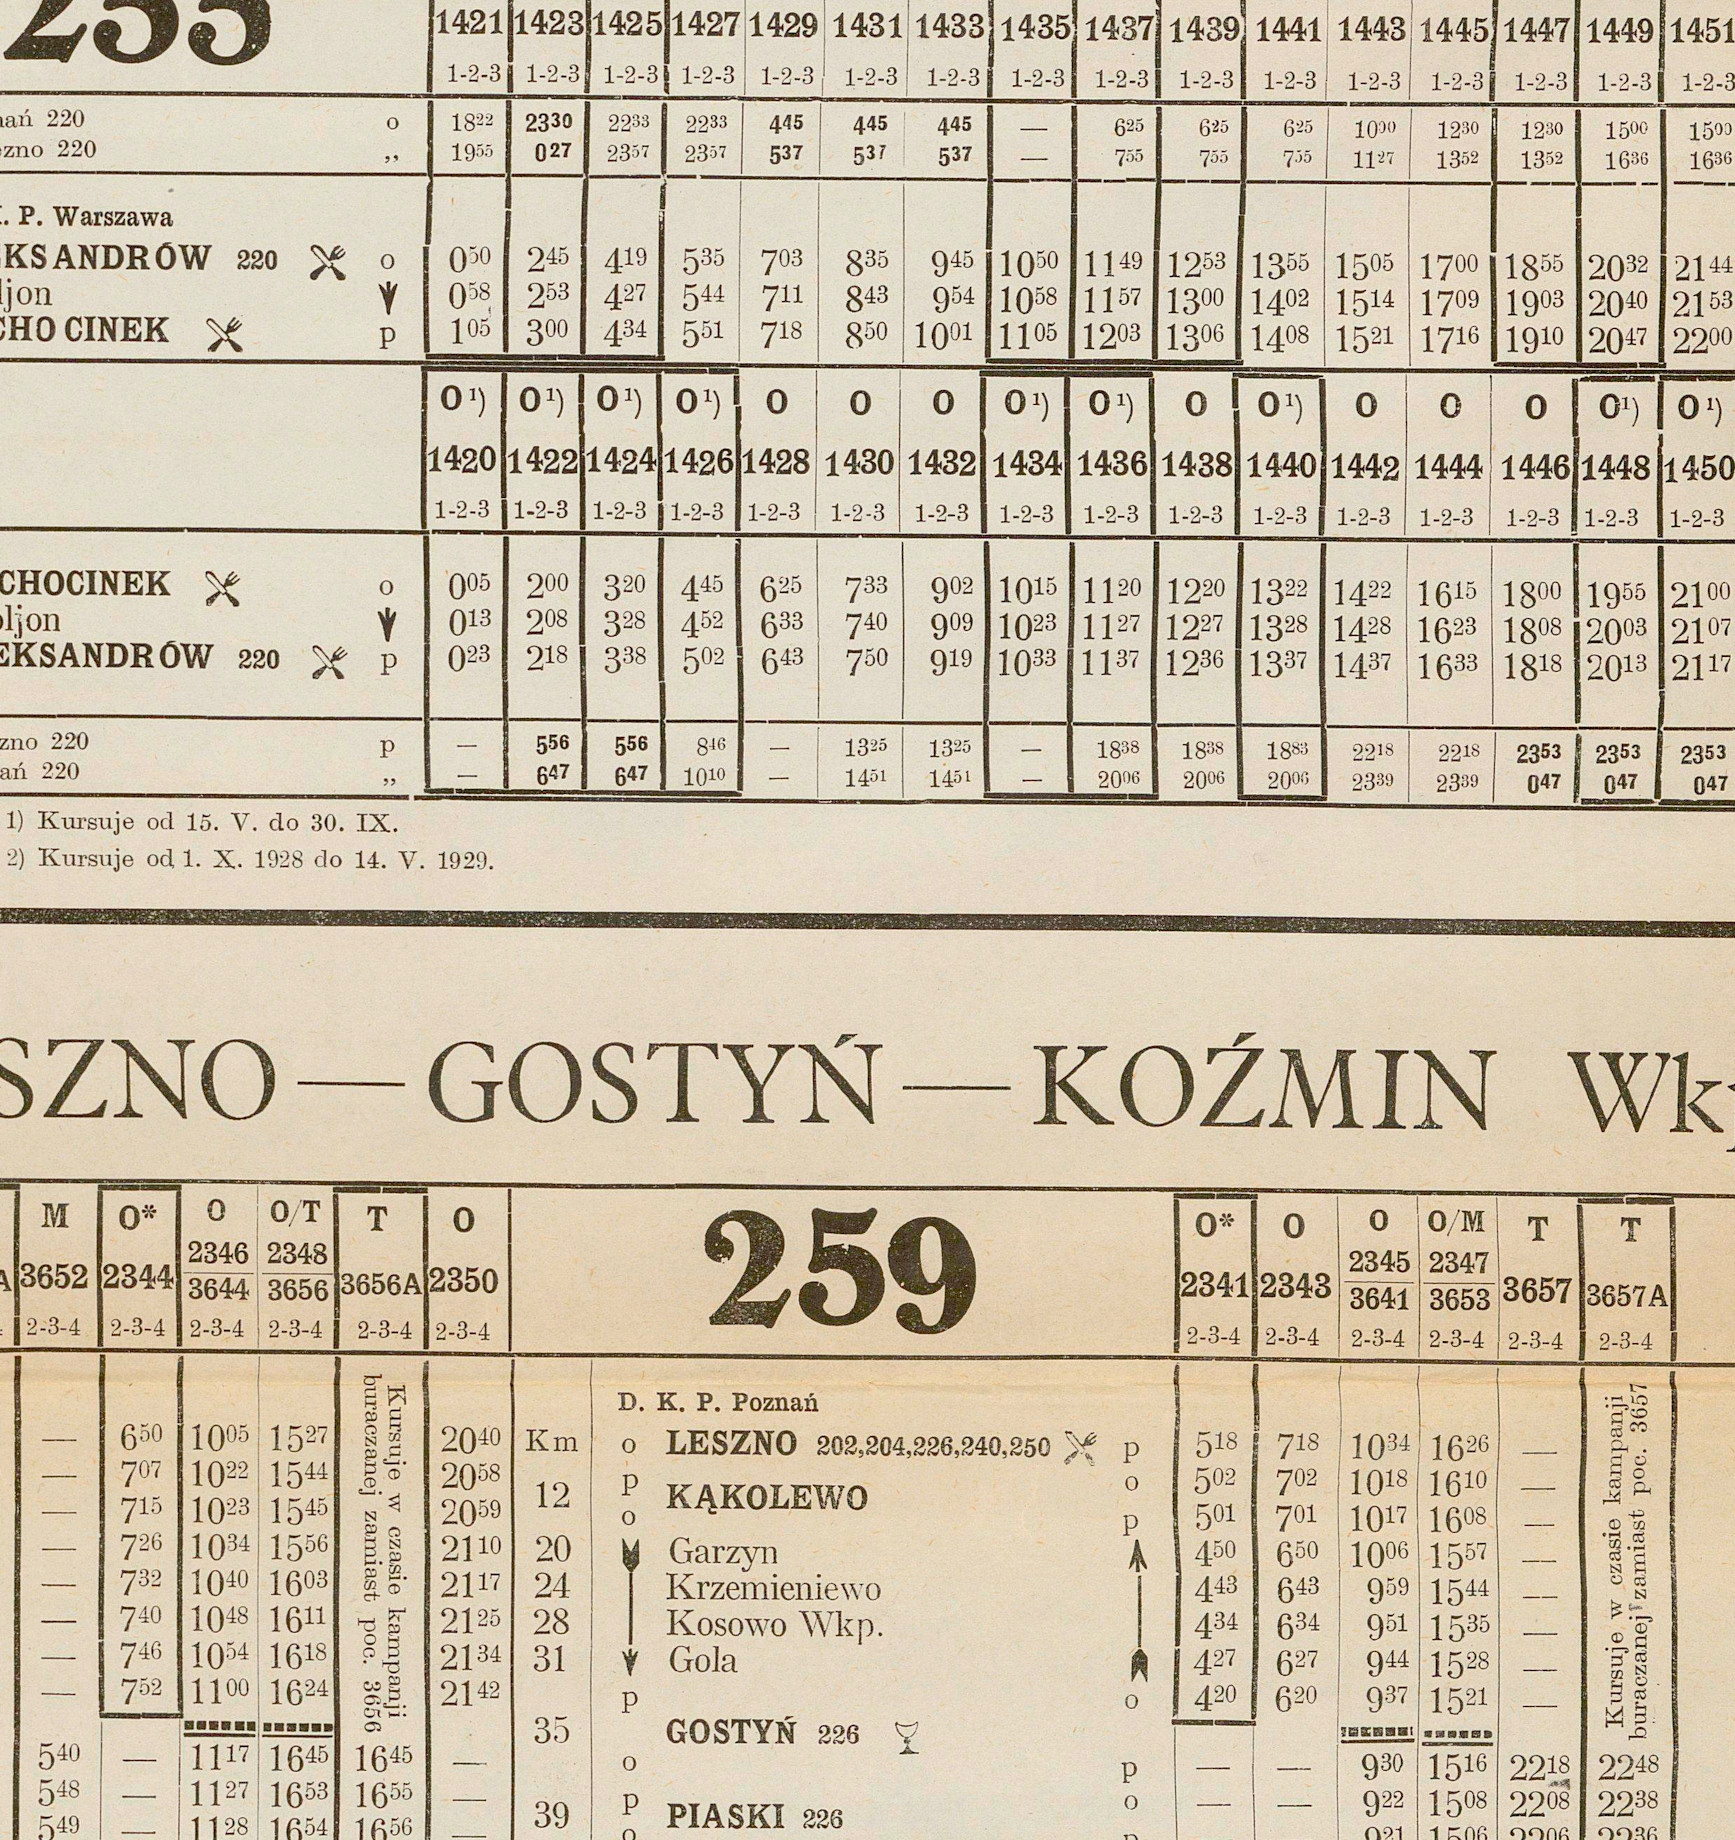 1421 1423 1425 1427 1429 1431 1433 1435 1437 1439 1441 1443 1445 1447 1449 1451
1-2-3 1-2-3 1-2-3 1-2-3 1-2-3 1-2-3 1-2-3 1-2-3 1-2-3 1-2-3 1-2-3 1-2-3 1-2-3 1-2-3 1-2-3 1-2-3
220 o 1822 2330 2233 2233 445 445 445 — 625 625 625 1000 1230 1230 1500 1500
220 „ 1955 027 2357 2357 537 537 537 — 755 755 755 1127 1352 1352 1636 1636
P. Warszawa
KSANDRÓW 220 o 050 245 419 535 703 835 945 1050 1149 1253 1355 1505 1700 1855 2032 2144
ljon 058 253 427 544 711 843 954 1058 1157 1300 1402 1514 1709 1903 2040 2153
CHOCINEK p 105 300 434 551 718 850 1001 1105 1203 1306 1408 1521 1716 1910 2047 2200
O1) O1) O1) O1) O O O O1) O1) O O1) O O O O1) O1)
1420 1422 1424 1426 1428 1430 1432 1434 1436 1438 1440 1442 1444 1446 1448 1450
1-2-3 1-2-3 1-2-3 1-2-3 1-2-3 1-2-3 1-2-3 1-2-3 1-2-3 1-2-3 1-2-3 1-2-3 1-2-3 1-2-3 1-2-3 1-2-3
CHOCINEK o 005 200 320 445 625 733 902 1015 1120 1220 1322 1422 1615 1800 1955 2100
ljon 013 208 328 452 633 740 909 1023 1127 1227 1328 1428 1623 1808 2003 2107
EKSANDRÓW 220 p 023 218 338 502 643 750 919 1033 1137 1236 1337 1437 1633 1818 2013 2117
zno 220 p — 556 556 846 — 1325 1325 — 1838 1838 1883 2218 2218 2353 2353 2353
ań 220 „ — 647 647 1010 — 1451 1451 — 2006 2006 2006 2339 2339 047 047 047
1) Kursuje od 15. V. do 30. IX.
2) Kursuje od 1. X. 1928 do 14. V. 1929.
SZNO — GOSTYŃ — KOŹMIN Wk
M O* O O/T T O 259 O* O O O/M T T
2346 2348 2345 2347
3652 2344 3644 3656 3656A 2350 2341 2343 3641 3653 3657 3657A
2-3-4 2-3-4 2-3-4 2-3-4 2-3-4 2-3-4 2-3-4 2-3-4 2-3-4 2-3-4 2-3-4 2-3-4
Kursuje w czasie kampanji
buraczanej zamiast poc. 3656
D. K. P. Poznań
— 650 1005 1527 2040 Km o LESZNO 202,204,226,240,250 p 518 718 1034 1626 —
— 707 1022 1544 2058 12 p KĄKOLEWO o 502 702 1018 1610 —
— 715 1023 1545 2059 o p 501 701 1017 1608 —
— 726 1034 1556 2110 20 Garzyn 450 650 1006 1557 —
— 732 1040 1603 2117 24 Krzemieniewo 443 643 959 1544 —
— 740 1048 1611 2125 28 Kosowo Wkp. 434 634 951 1535 —
— 746 1054 1618 2134 31 Gola 427 627 944 1528 —
— 752 1100 1624 2142 p o 420 620 937 1521 —
35 GOSTYŃ 226
540 — 1117 1645 1645 — o p — — 930 1516 2218 2248
548 — 1127 1653 1655 — p o — — 922 1508 2208 2238
39 PIASKI 226
549 — 1128 1654 1656 — 921 1506 2206 2236
Kursuje w czasie kampanji
buraczanej zamiast poc. 3657